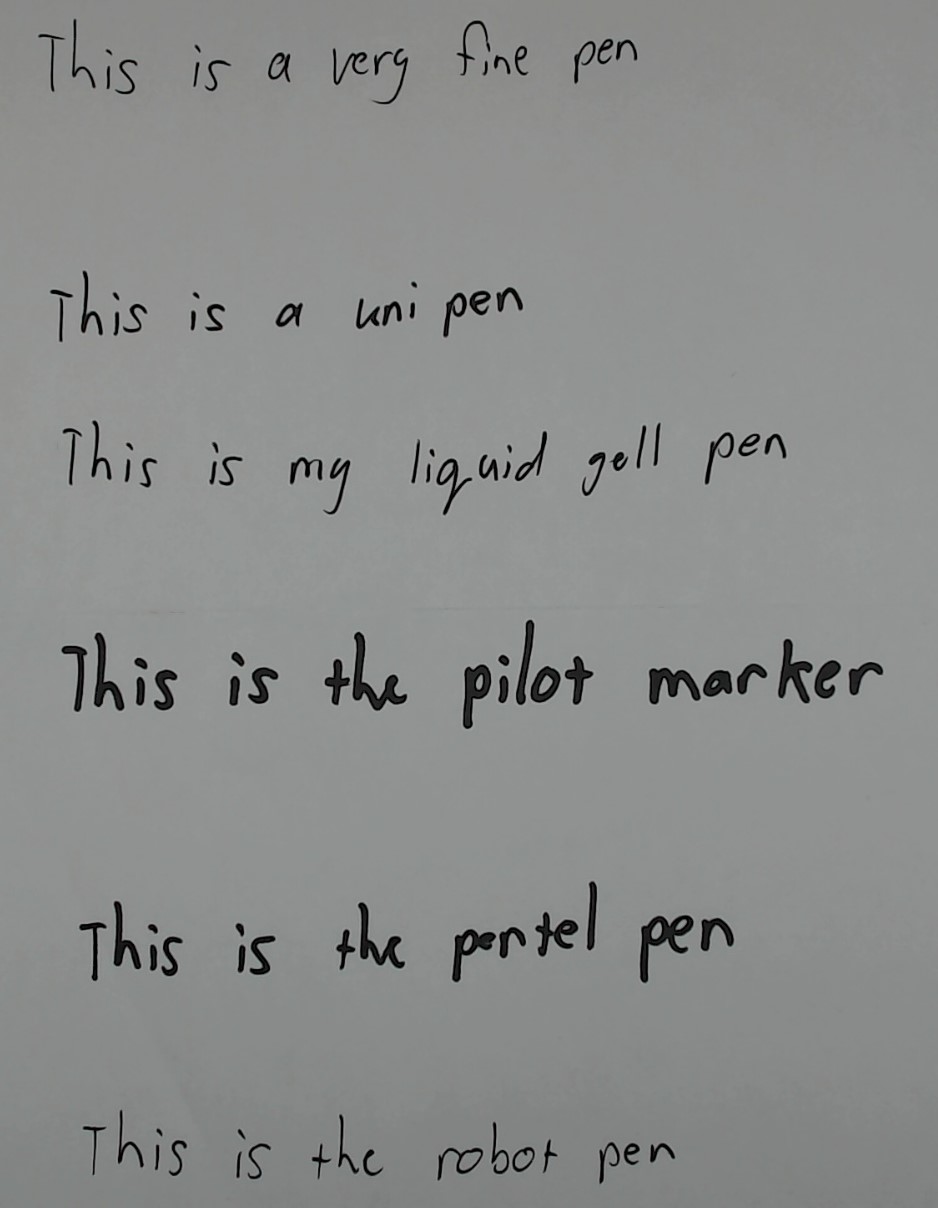 This is a very fine pen
This is a uni pen
This is my liquid gell pen
This is the pilot marker
This is the pentel pen
This is the robot pen